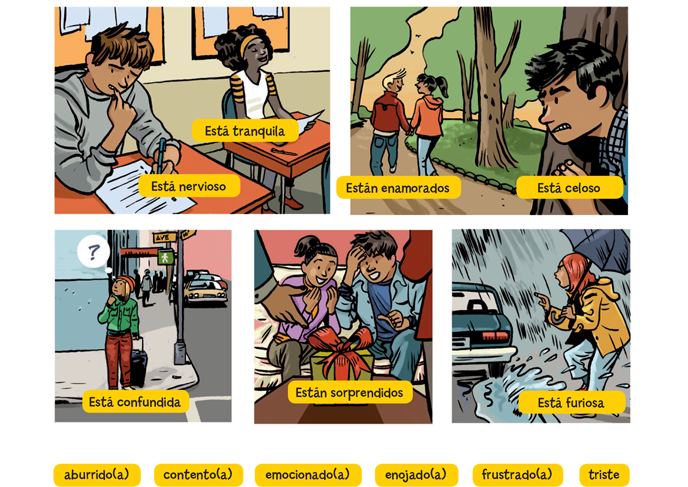 Está tranquila
Está nervioso
Están enamorados
Está celoso
?
AVE
Está confundida
Están sorprendidos
Está furiosa
aburrido(a)
contento(a)
emocionado(a)
enojado(a)
frustrado(a)
triste